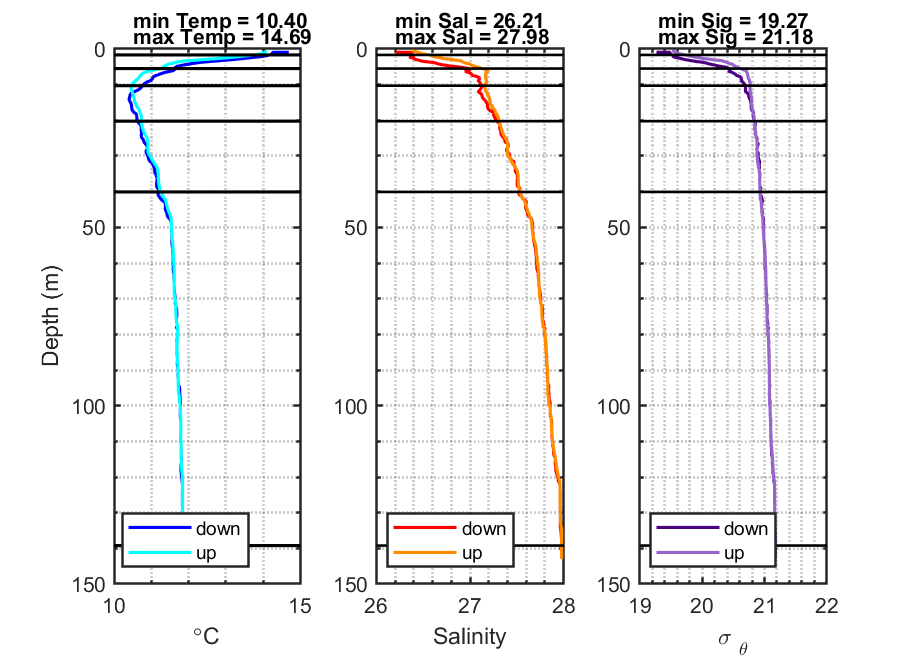 min Temp = 10.40
max Temp = 14.69
min Sal = 26.21
max Sal = 27.98
min Sig = 19.27
max Sig = 21.18
Depth (m)
0
50
100
150
10
15
°C
down
up
0
50
100
150
26
27
28
Salinity
down
up
0
50
100
150
19
20
21
22
σ θ
down
up